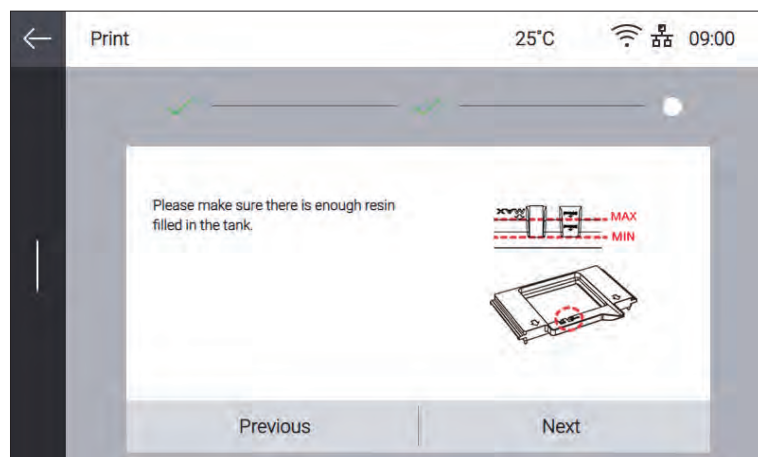 Print
25°C
09:00
Please make sure there is enough resin
filled in the tank.
MAX
MIN
Previous
Next